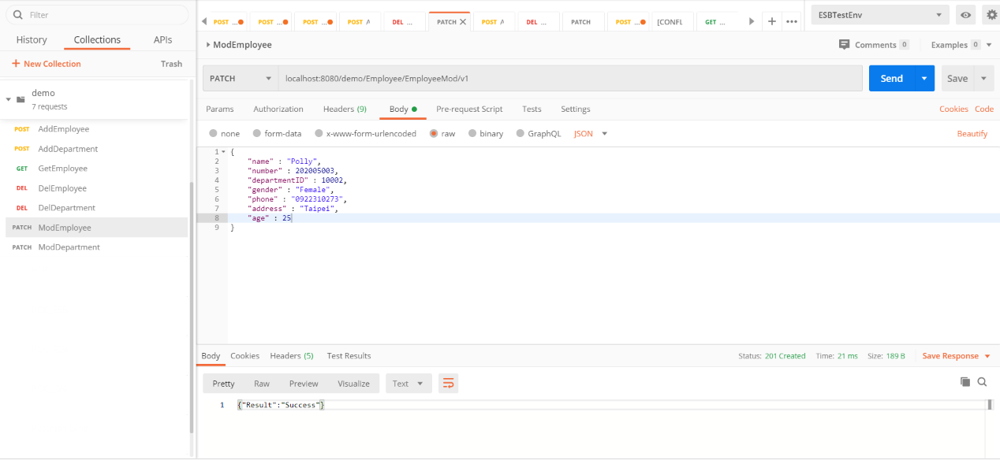 Filter
History Collections APIs
+ New Collection Trash
demo
7 requests
POST AddEmployee
POST AddDepartment
GET GetEmployee
DEL DelEmployee
DEL DelDepartment
PATCH ModEmployee
PATCH ModDepartment
POST ... POST ... POST ... POST A DEL ... PATCH POST A DEL ... PATCH POST ... [CONFL GET ...
ESBTestEnv
ModEmployee Comments 0 Examples 0
PATCH localhost:8080/demo/Employee/EmployeeMod/v1 Send Save
Params Authorization Headers (9) Body Pre-request Script Tests Settings Cookies Code
none form-data x-www-form-urlencoded raw binary GraphQL JSON Beautify
1 {
2 "name" : "Polly",
3 "number" : 202005003,
4 "departmentID" : 10002,
5 "gender" : "Female",
6 "phone" : "0922310273",
7 "address" : "Taipei",
8 "age" : 25
9 }
Body Cookies Headers (5) Test Results Status: 201 Created Time: 21 ms Size: 189 B Save Response
Pretty Raw Preview Visualize Text
1 {"Result":"Success"}